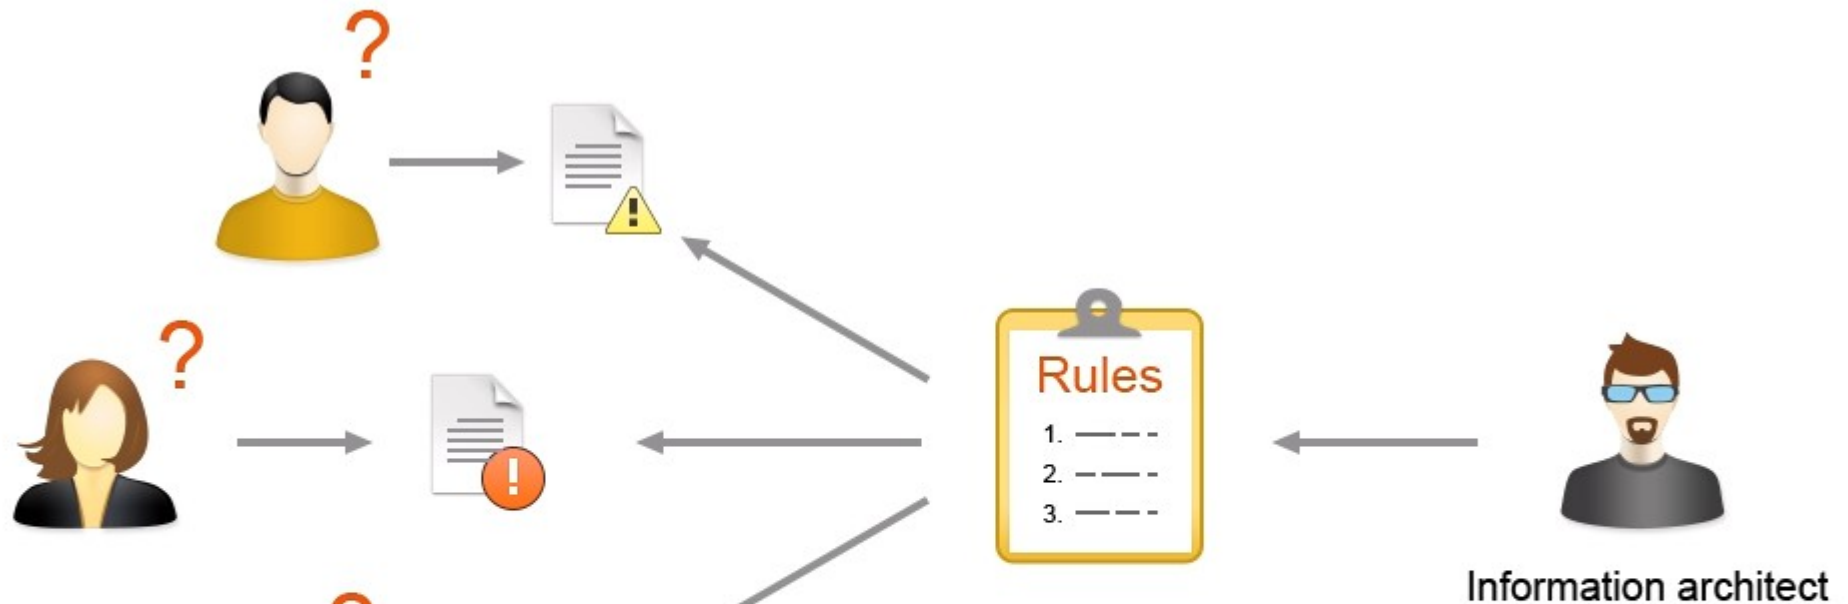 ?
?
Rules
1.
2.
3.
Information architect